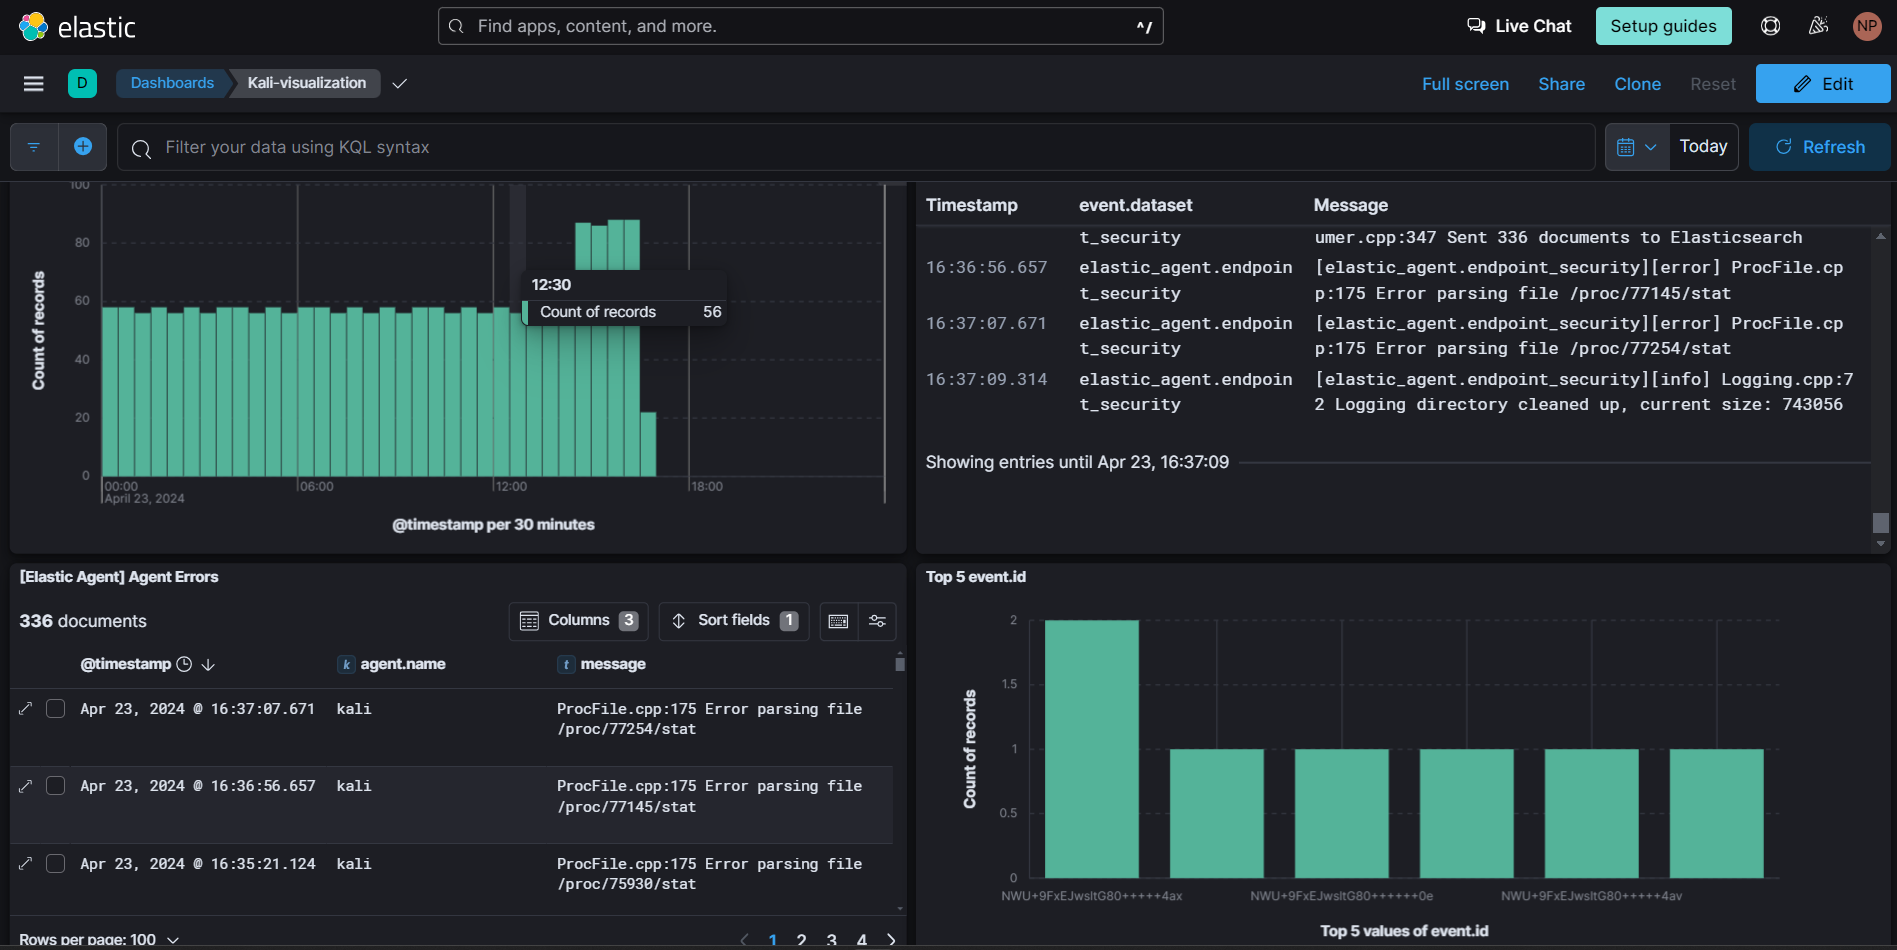 elastic
Find apps, content, and more.
^/
Live Chat
Setup guides
NP
D
Dashboards
Kali-visualization
Full screen
Share
Clone
Reset
Edit
Filter your data using KQL syntax
Today
Refresh
100
80
60
40
20
0
Count of records
12:30
Count of records 56
00:00
06:00
12:00
18:00
April 23, 2024
@timestamp per 30 minutes
Timestamp event.dataset Message
t_security umer.cpp:347 Sent 336 documents to Elasticsearch
16:36:56.657 elastic_agent.endpoin [elastic_agent.endpoint_security][error] ProcFile.cp
t_security p:175 Error parsing file /proc/77145/stat
16:37:07.671 elastic_agent.endpoin [elastic_agent.endpoint_security][error] ProcFile.cp
t_security p:175 Error parsing file /proc/77254/stat
16:37:09.314 elastic_agent.endpoin [elastic_agent.endpoint_security][info] Logging.cpp:7
t_security 2 Logging directory cleaned up, current size: 743056
Showing entries until Apr 23, 16:37:09
[Elastic Agent] Agent Errors
336 documents
Columns 3
Sort fields 1
@timestamp k agent.name t message
Apr 23, 2024 @ 16:37:07.671 kali ProcFile.cpp:175 Error parsing file
/proc/77254/stat
Apr 23, 2024 @ 16:36:56.657 kali ProcFile.cpp:175 Error parsing file
/proc/77145/stat
Apr 23, 2024 @ 16:35:21.124 kali ProcFile.cpp:175 Error parsing file
/proc/75930/stat
Rows per page: 100
1 2 3 4
Top 5 event.id
2
1.5
1
0.5
0
Count of records
NWU+9FxEJwsltG80+++++4ax
NWU+9FxEJwsltG80++++++0e
NWU+9FxEJwsltG80+++++4av
Top 5 values of event.id